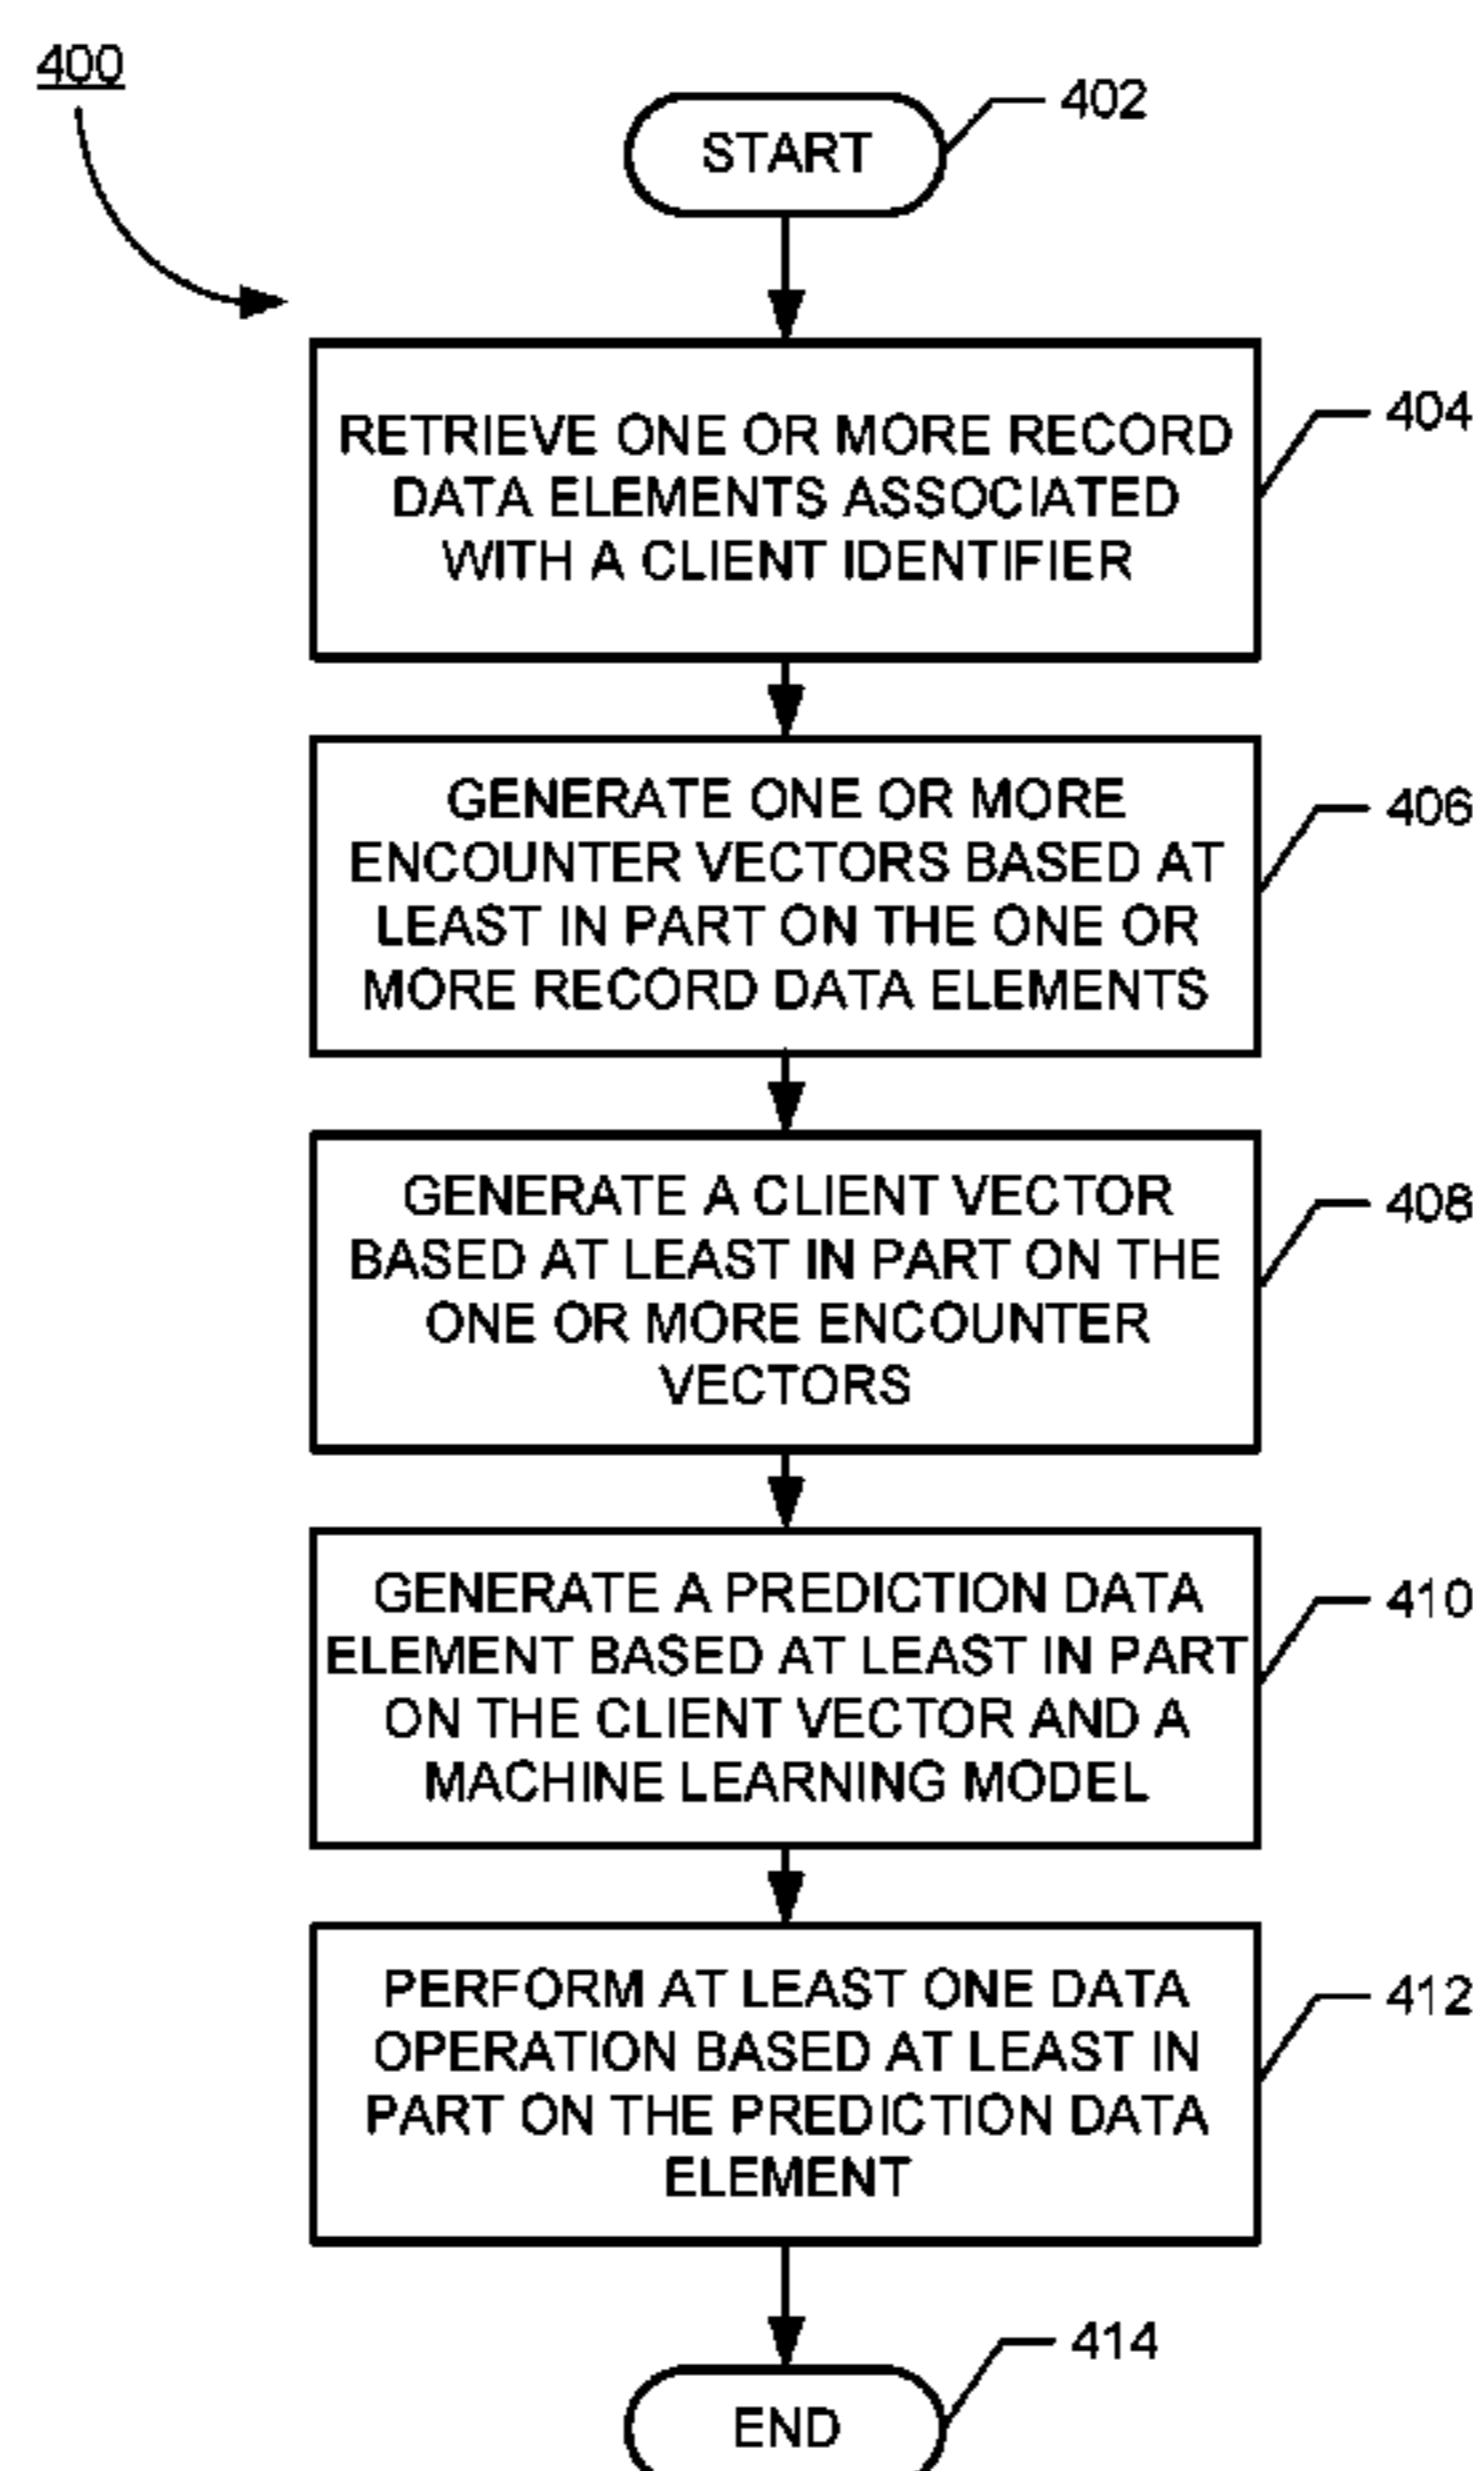 400
402
START
RETRIEVE ONE OR MORE RECORD
DATA ELEMENTS ASSOCIATED
WITH A CLIENT IDENTIFIER
404
GENERATE ONE OR MORE
ENCOUNTER VECTORS BASED AT
LEAST IN PART ON THE ONE OR
MORE RECORD DATA ELEMENTS
406
GENERATE A CLIENT VECTOR
BASED AT LEAST IN PART ON THE
ONE OR MORE ENCOUNTER
VECTORS
408
GENERATE A PREDICTION DATA
ELEMENT BASED AT LEAST IN PART
ON THE CLIENT VECTOR AND A
MACHINE LEARNING MODEL
410
PERFORM AT LEAST ONE DATA
OPERATION BASED AT LEAST IN
PART ON THE PREDICTION DATA
ELEMENT
412
414
END